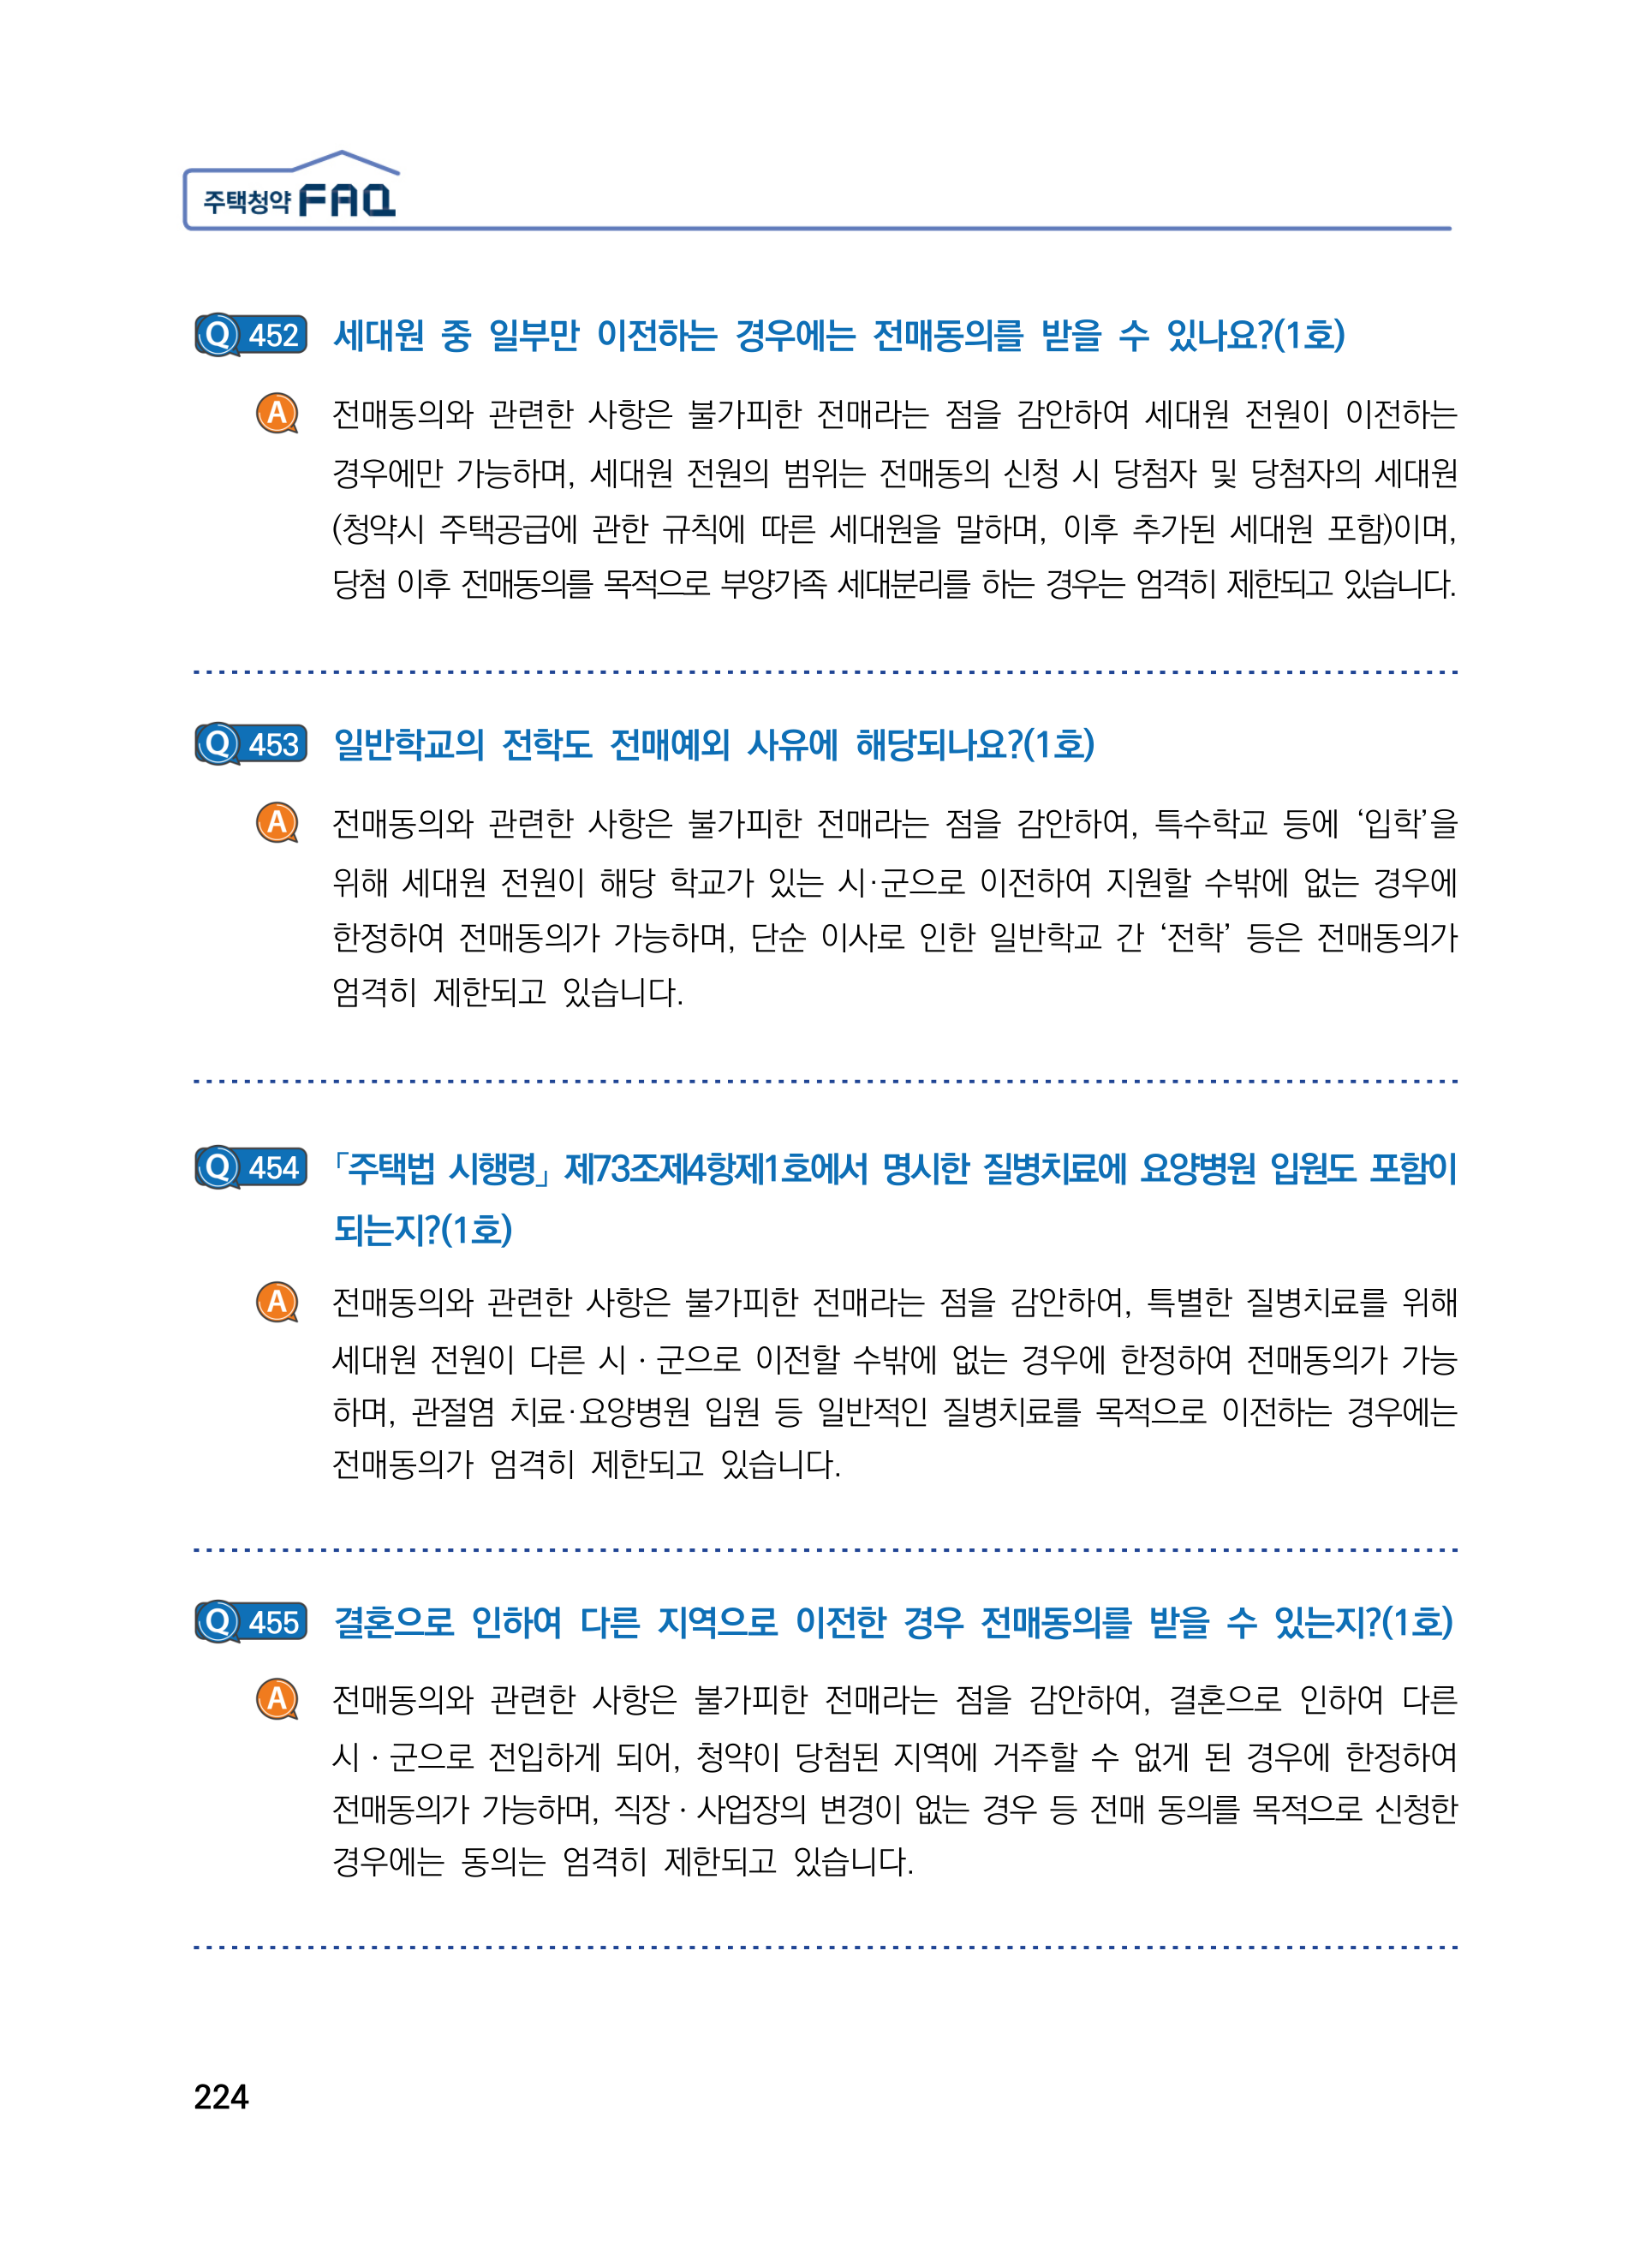 주택청약 FAQ
Q 452 세대원 중 일부만 이전하는 경우에는 전매동의를 받을 수 있나요?(1호)
A 전매동의와 관련한 사항은 불가피한 전매라는 점을 감안하여 세대원 전원이 이전하는
경우에만 가능하며, 세대원 전원의 범위는 전매동의 신청 시 당첨자 및 당첨자의 세대원
(청약시 주택공급에 관한 규칙에 따른 세대원을 말하며, 이후 추가된 세대원 포함)이며,
당첨 이후 전매동의를 목적으로 부양가족 세대분리를 하는 경우는 엄격히 제한되고 있습니다.
Q 453 일반학교의 전학도 전매예외 사유에 해당되나요?(1호)
A 전매동의와 관련한 사항은 불가피한 전매라는 점을 감안하여, 특수학교 등에 ‘입학’을
위해 세대원 전원이 해당 학교가 있는 시·군으로 이전하여 지원할 수밖에 없는 경우에
한정하여 전매동의가 가능하며, 단순 이사로 인한 일반학교 간 ‘전학’ 등은 전매동의가
엄격히 제한되고 있습니다.
Q 454 「주택법 시행령」 제73조제4항제1호에서 명시한 질병치료에 요양병원 입원도 포함이
되는지?(1호)
A 전매동의와 관련한 사항은 불가피한 전매라는 점을 감안하여, 특별한 질병치료를 위해
세대원 전원이 다른 시 · 군으로 이전할 수밖에 없는 경우에 한정하여 전매동의가 가능
하며, 관절염 치료·요양병원 입원 등 일반적인 질병치료를 목적으로 이전하는 경우에는
전매동의가 엄격히 제한되고 있습니다.
Q 455 결혼으로 인하여 다른 지역으로 이전한 경우 전매동의를 받을 수 있는지?(1호)
A 전매동의와 관련한 사항은 불가피한 전매라는 점을 감안하여, 결혼으로 인하여 다른
시 · 군으로 전입하게 되어, 청약이 당첨된 지역에 거주할 수 없게 된 경우에 한정하여
전매동의가 가능하며, 직장 · 사업장의 변경이 없는 경우 등 전매 동의를 목적으로 신청한
경우에는 동의는 엄격히 제한되고 있습니다.
224